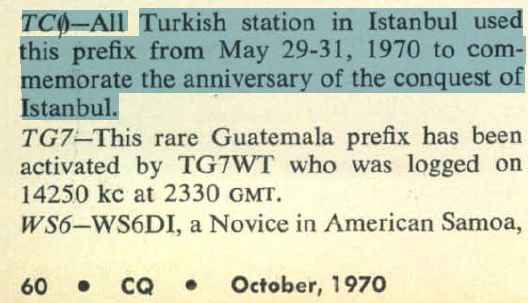 TCØ—All Turkish station in Istanbul used
this prefix from May 29-31, 1970 to com-
memorate the anniversary of the conquest of
Istanbul.
TG7—This rare Guatemala prefix has been
activated by TG7WT who was logged on
14250 kc at 2330 GMT.
WS6—WS6DI, a Novice in American Samoa,
60 • CQ • October, 1970